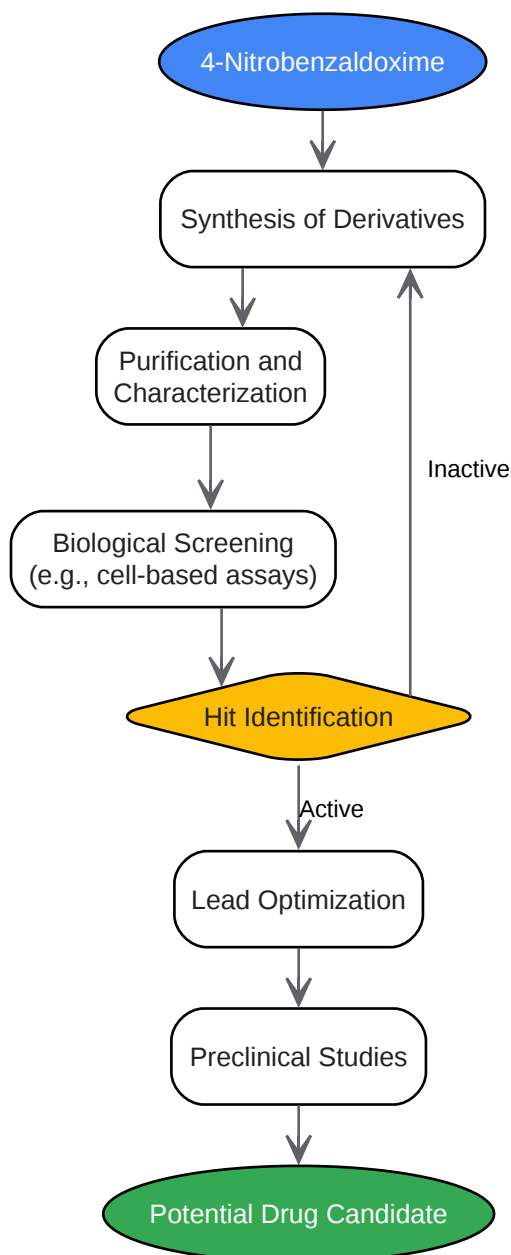 4-Nitrobenzaldoxime
Synthesis of Derivatives
Purification and
Characterization
Inactive
Biological Screening
(e.g., cell-based assays)
Hit Identification
Active
Lead Optimization
Preclinical Studies
Potential Drug Candidate